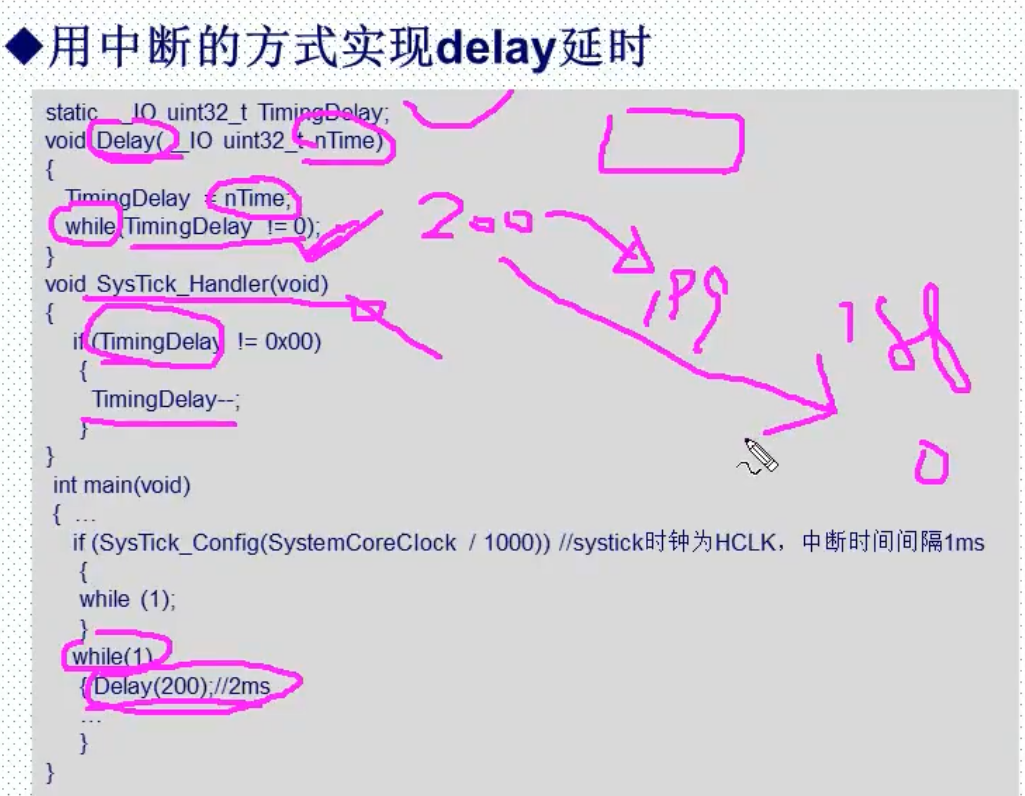 ◆用中断的方式实现delay延时
static __IO uint32_t TimingDelay;
void Delay(__IO uint32_t nTime)
{
TimingDelay = nTime;
while(TimingDelay != 0);
}
void SysTick_Handler(void)
{
if (TimingDelay != 0x00)
{
TimingDelay--;
}
}
int main(void)
{ …
if (SysTick_Config(SystemCoreClock / 1000)) //systick时钟为HCLK，中断时间间隔1ms
{
while (1);
}
while(1)
{ Delay(200);//2ms
…
}
}
200
199
0